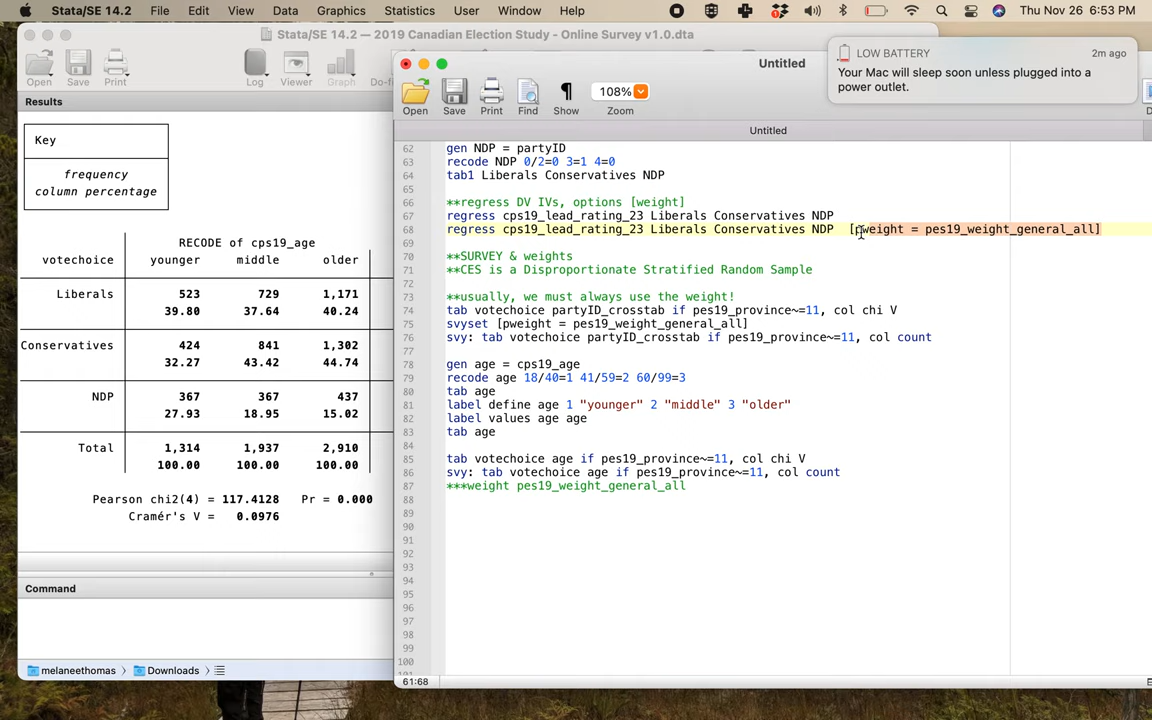 Stata/SE 14.2 File Edit View Data Graphics Statistics User Window Help Thu Nov 26 6:53 PM
Stata/SE 14.2 — 2019 Canadian Election Study - Online Survey v1.0.dta
Open Save Print Log Viewer Graph Do-f
Results
Key
frequency
column percentage
RECODE of cps19_age
votechoice younger middle older
Liberals 523 729 1,171
39.80 37.64 40.24
Conservatives 424 841 1,302
32.27 43.42 44.74
NDP 367 367 437
27.93 18.95 15.02
Total 1,314 1,937 2,910
100.00 100.00 100.00
Pearson chi2(4) = 117.4128 Pr = 0.000
Cramér's V = 0.0976
Command
melaneethomas › Downloads ›
Untitled
LOW BATTERY 2m ago
Your Mac will sleep soon unless plugged into a
power outlet.
108%
Open Save Print Find Show Zoom
Untitled
62 gen NDP = partyID
63 recode NDP 0/2=0 3=1 4=0
64 tab1 Liberals Conservatives NDP
65
66 **regress DV IVs, options [weight]
67 regress cps19_lead_rating_23 Liberals Conservatives NDP
68 regress cps19_lead_rating_23 Liberals Conservatives NDP [pweight = pes19_weight_general_all]
69
70 **SURVEY & weights
71 **CES is a Disproportionate Stratified Random Sample
72
73 **usually, we must always use the weight!
74 tab votechoice partyID_crosstab if pes19_province~=11, col chi V
75 svyset [pweight = pes19_weight_general_all]
76 svy: tab votechoice partyID_crosstab if pes19_province~=11, col count
77
78 gen age = cps19_age
79 recode age 18/40=1 41/59=2 60/99=3
80 tab age
81 label define age 1 "younger" 2 "middle" 3 "older"
82 label values age age
83 tab age
84
85 tab votechoice age if pes19_province~=11, col chi V
86 svy: tab votechoice age if pes19_province~=11, col count
87 ***weight pes19_weight_general_all
88
89
90
91
92
93
94
95
96
97
98
99
100
61:68